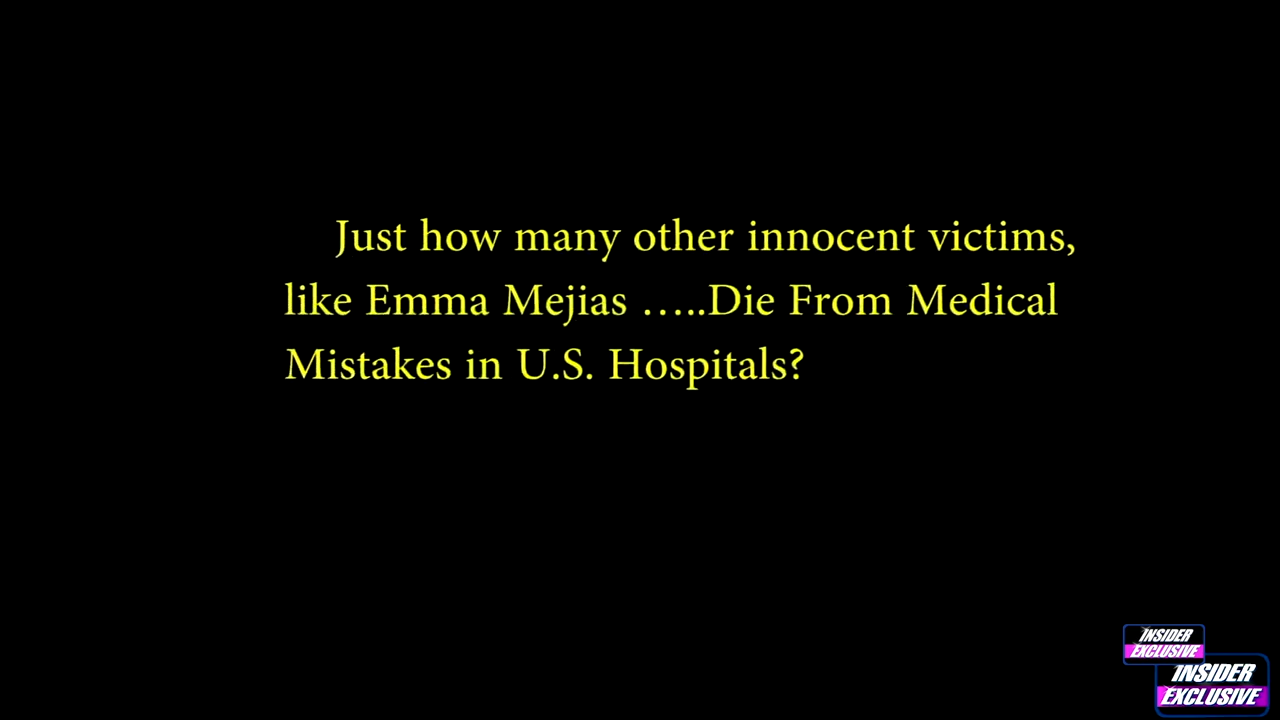 Just how many other innocent victims,
like Emma Mejias …..Die From Medical
Mistakes in U.S. Hospitals?
INSIDER
EXCLUSIVE
INSIDER
EXCLUSIVE